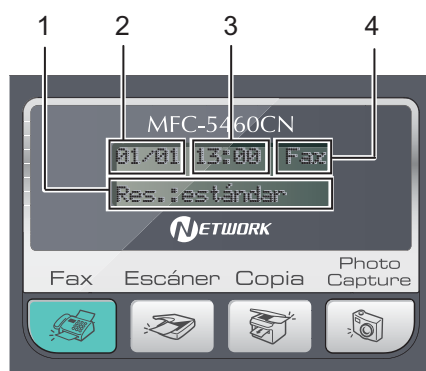 1 2 3 4
MFC-5460CN
01/01 13:00 Fax
Res.:estándar
NETWORK
Fax Escáner Copia Photo Capture